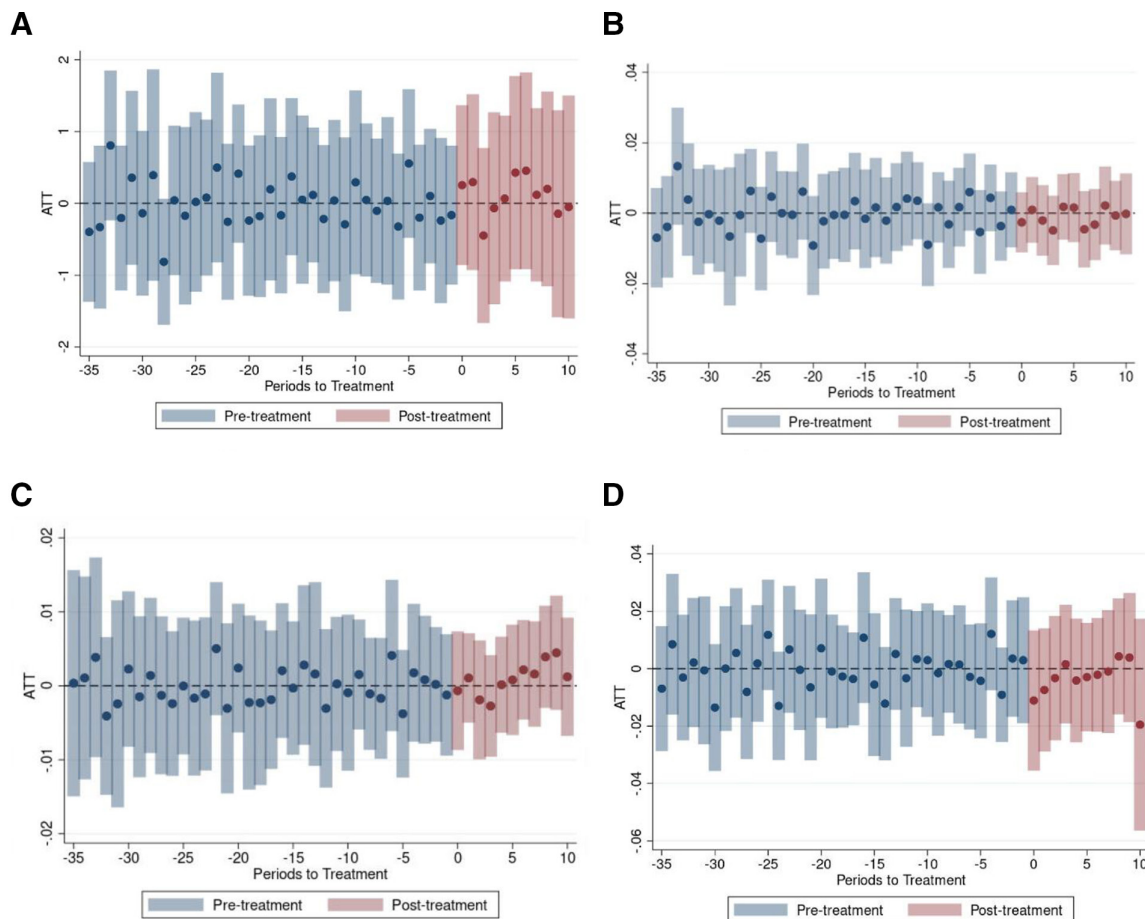 A
2
1
0
-1
-2
ATT
-35 -30 -25 -20 -15 -10 -5 0 5 10
Periods to Treatment
Pre-treatment Post-treatment
B
.04
.02
0
-.02
-.04
ATT
-35 -30 -25 -20 -15 -10 -5 0 5 10
Periods to Treatment
Pre-treatment Post-treatment
C
.02
.01
0
-.01
-.02
ATT
-35 -30 -25 -20 -15 -10 -5 0 5 10
Periods to Treatment
Pre-treatment Post-treatment
D
.04
.02
0
-.02
-.04
-.06
ATT
-35 -30 -25 -20 -15 -10 -5 0 5 10
Periods to Treatment
Pre-treatment Post-treatment